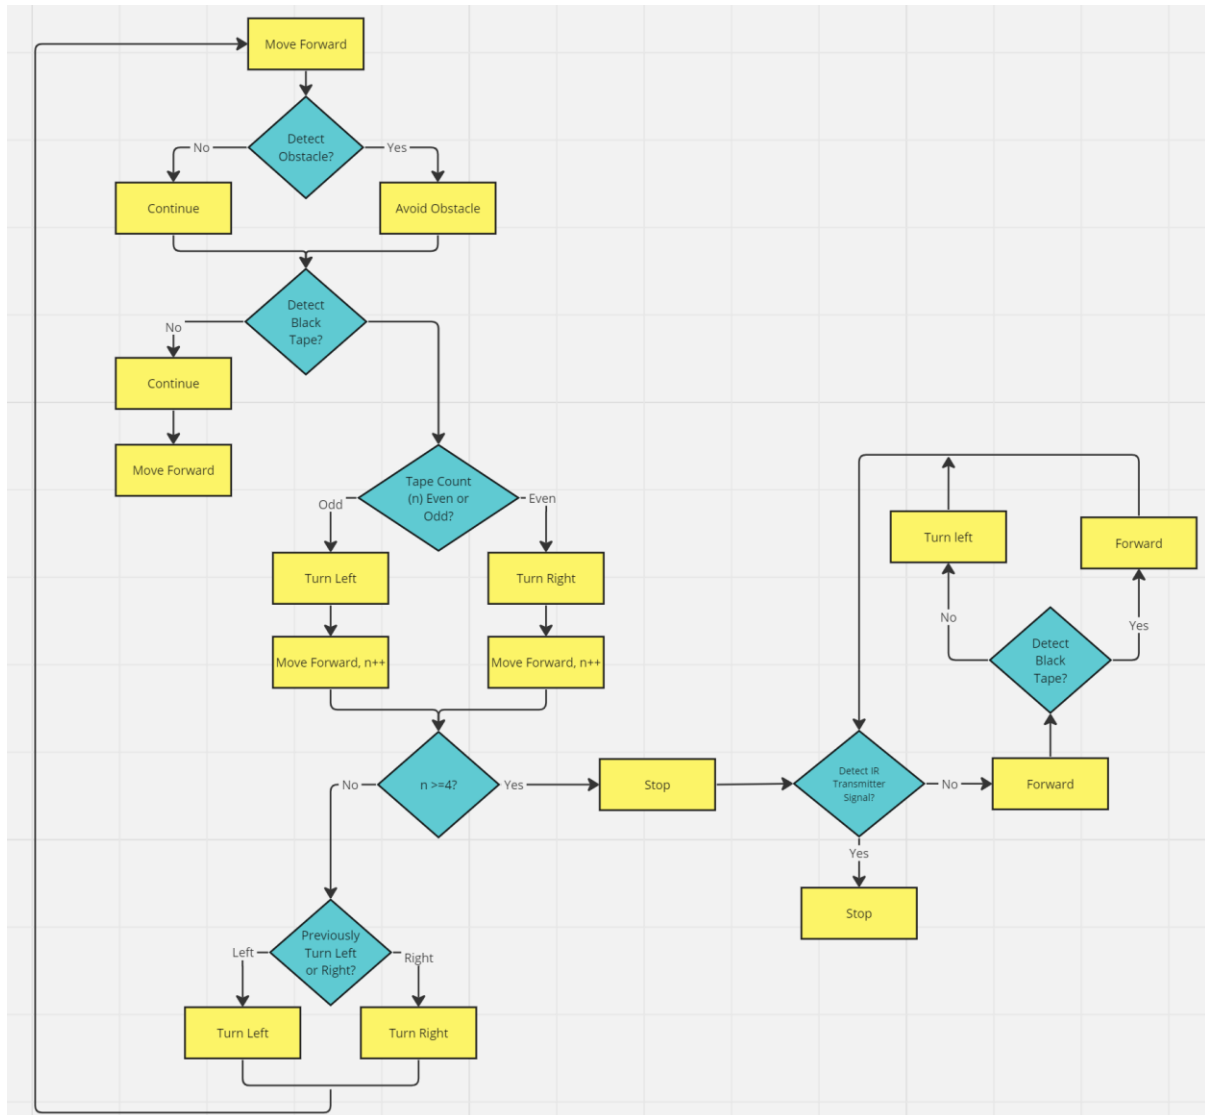 Move Forward
Detect
Obstacle?
No
Yes
Continue
Avoid Obstacle
Detect
Black
Tape?
No
Continue
Move Forward
Tape Count
(n) Even or
Odd?
Odd
Even
Turn Left
Turn Right
Move Forward, n++
Move Forward, n++
n >=4?
No
Yes
Stop
Detect IR
Transmitter
Signal?
No
Forward
Yes
Stop
Detect
Black
Tape?
No
Yes
Turn left
Forward
Previously
Turn Left
or Right?
Left
Right
Turn Left
Turn Right